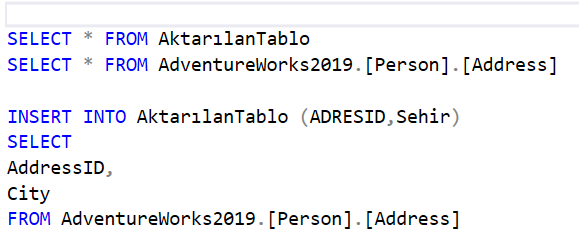 SELECT * FROM AktarılanTablo
SELECT * FROM AdventureWorks2019.[Person].[Address]
INSERT INTO AktarılanTablo (ADRESID,Sehir)
SELECT
AddressID,
City
FROM AdventureWorks2019.[Person].[Address]